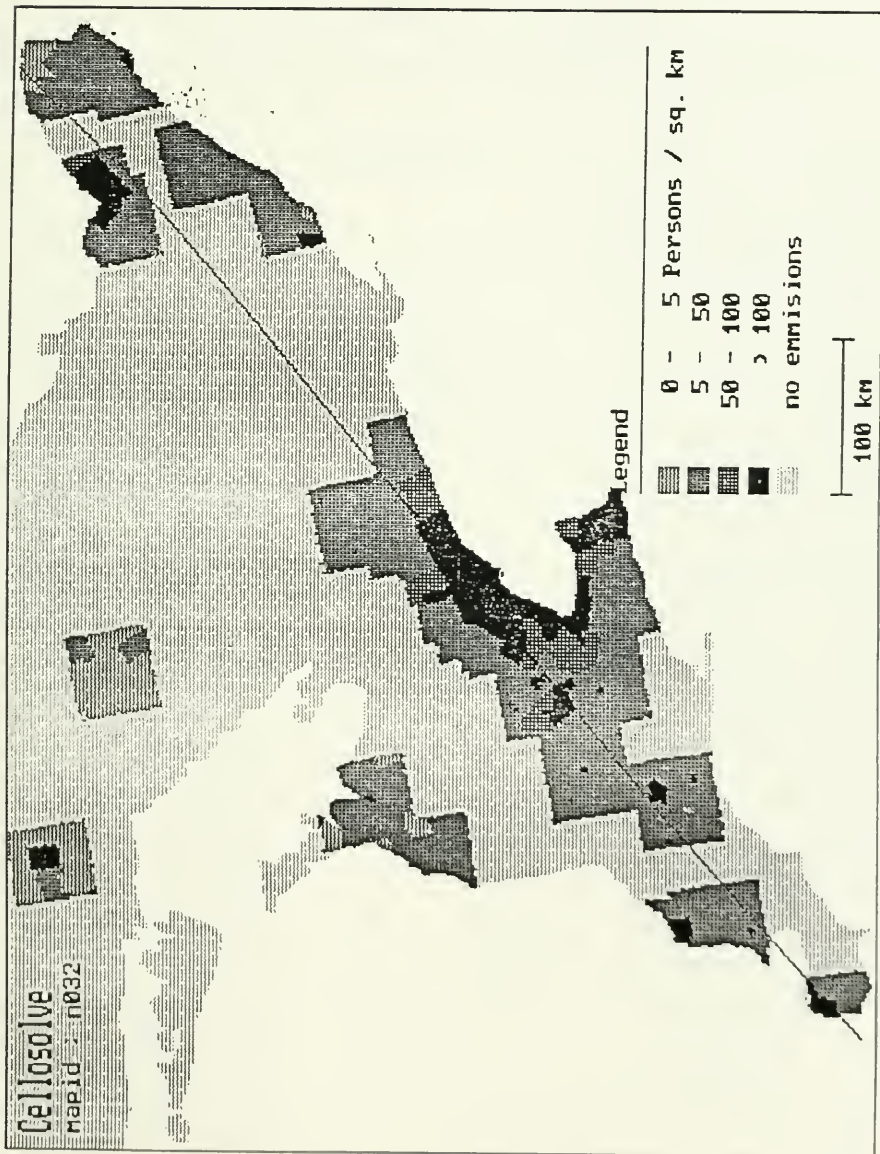 Cellosolve
Mapid : n032
Legend
0 - 5 Persons / sq. km
5 - 50
50 - 100
> 100
no emmisions
100 km